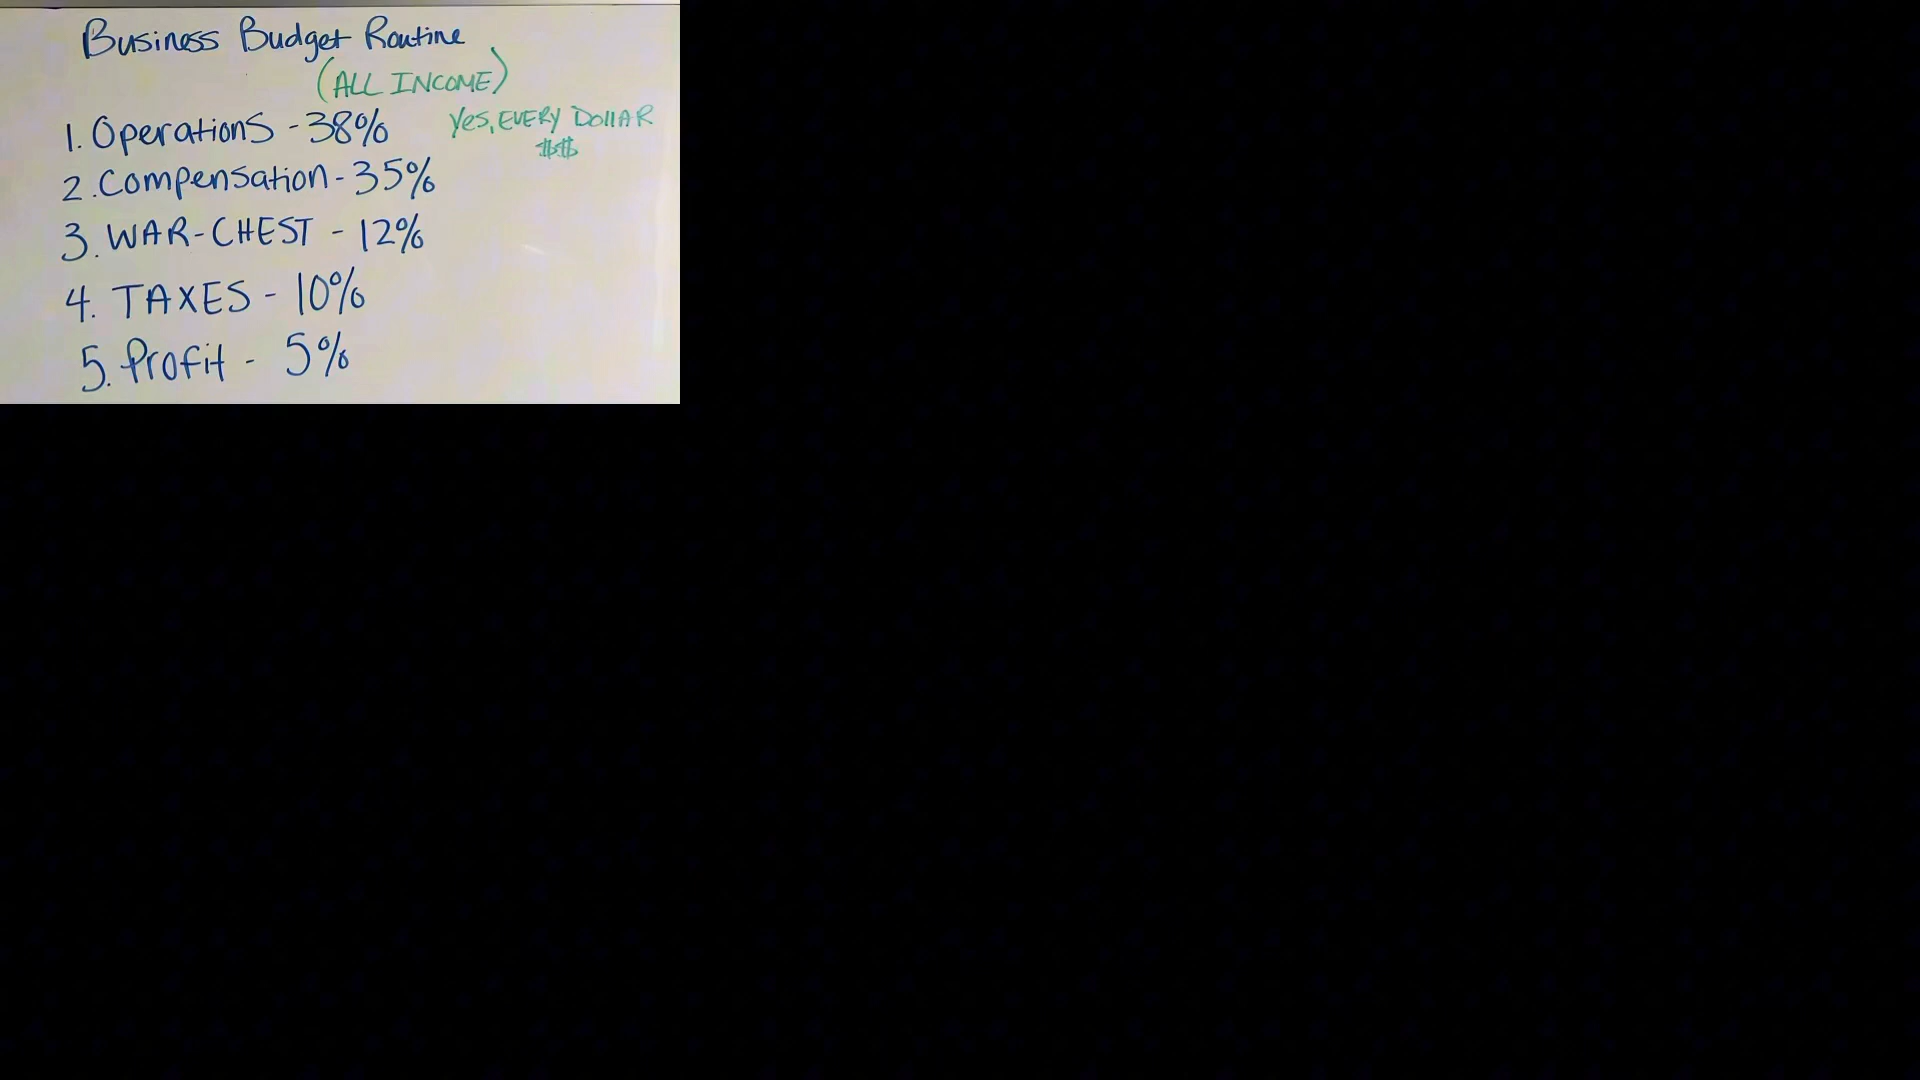 Business Budget Routine
(ALL INCOME)
1. Operations - 38%
Yes, EVERY DOllAR
$$
2. Compensation - 35%
3. WAR-CHEST - 12%
4. TAXES - 10%
5. Profit - 5%